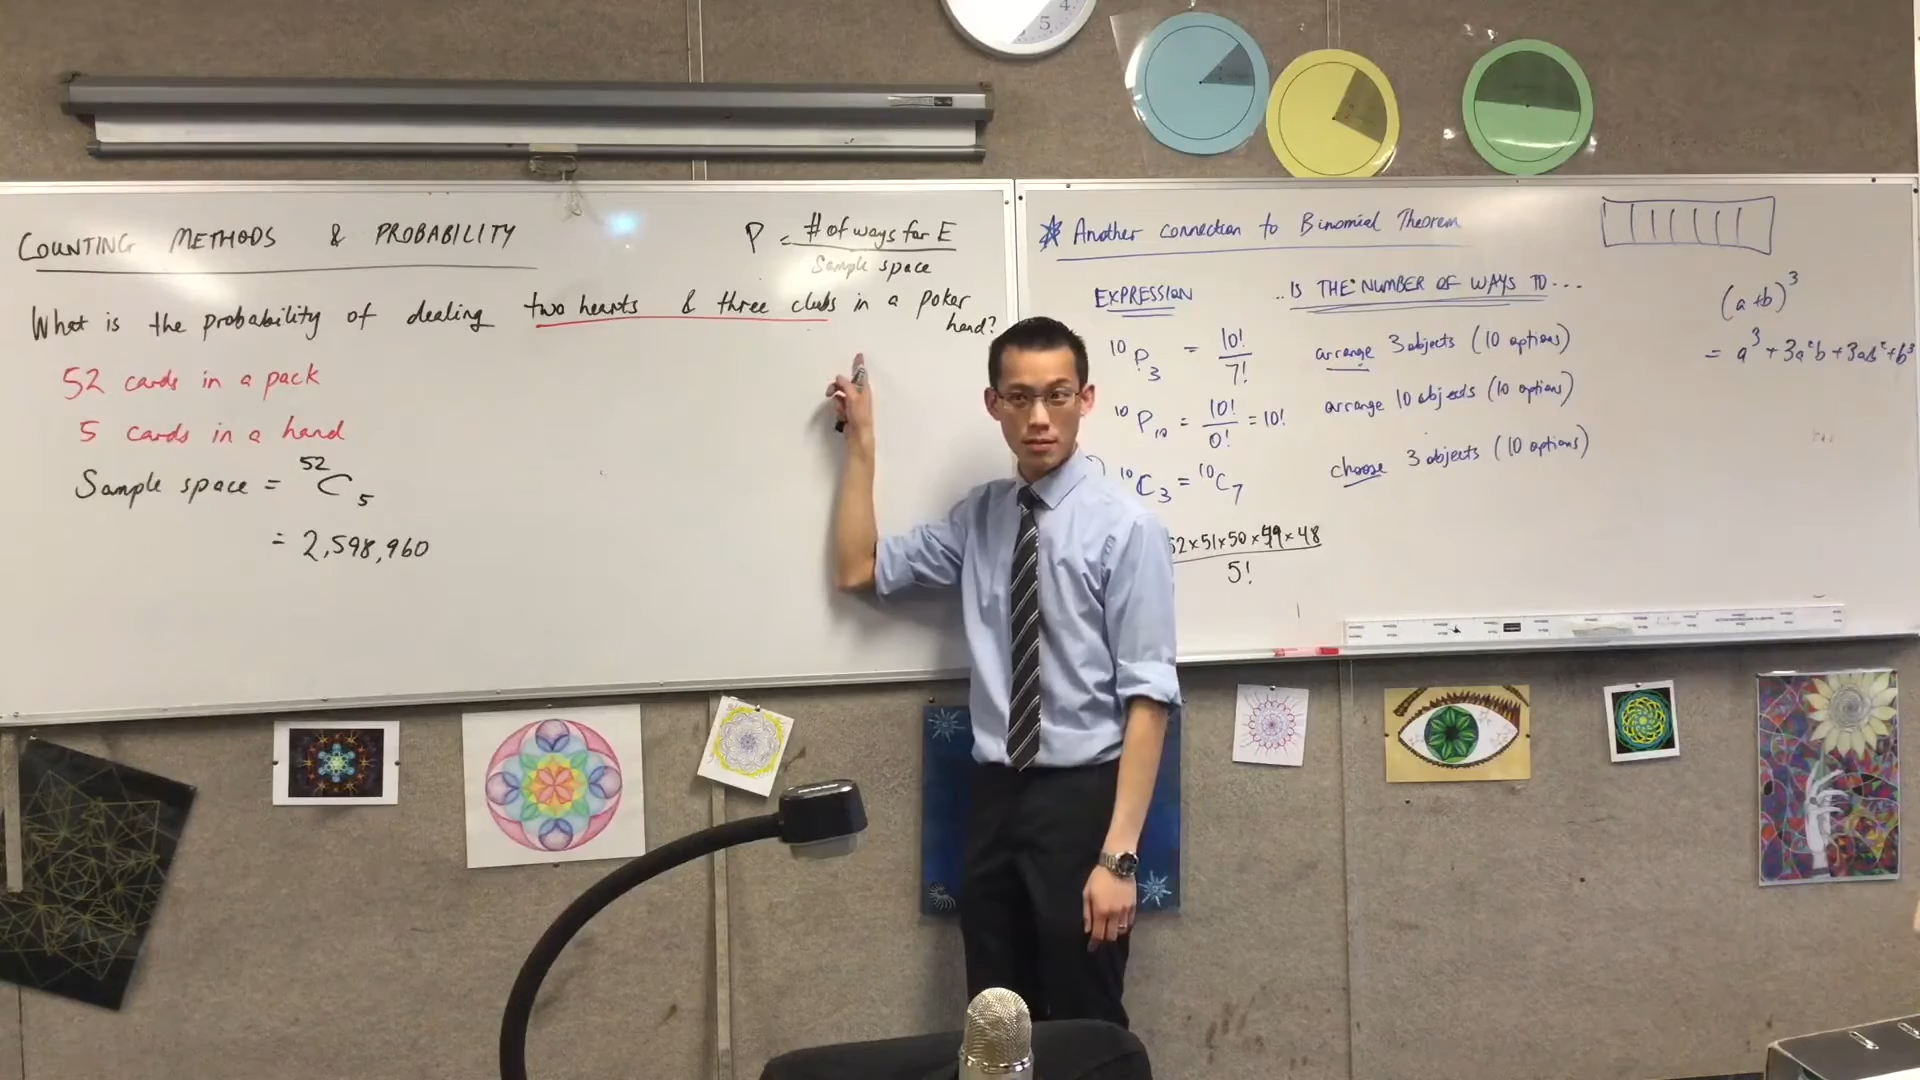 COUNTING METHODS & PROBABILITY
P = # of ways for E
Sample space
What is the probability of dealing two hearts & three clubs in a poker
hand?
52 cards in a pack
5 cards in a hand
Sample space = ⁵²C₅
= 2,598,960
Another connection to Binomial Theorem
EXPRESSION
..IS THE NUMBER OF WAYS TO...
¹⁰P₃ = 10!/7!
arrange 3 objects (10 options)
¹⁰P₁₀ = 10!/0! = 10!
arrange 10 objects (10 options)
¹⁰C₃ = ¹⁰C₇
choose 3 objects (10 options)
52×51×50×49×48
5!
(a+b)³
= a³ + 3a²b + 3ab² + b³
5
4